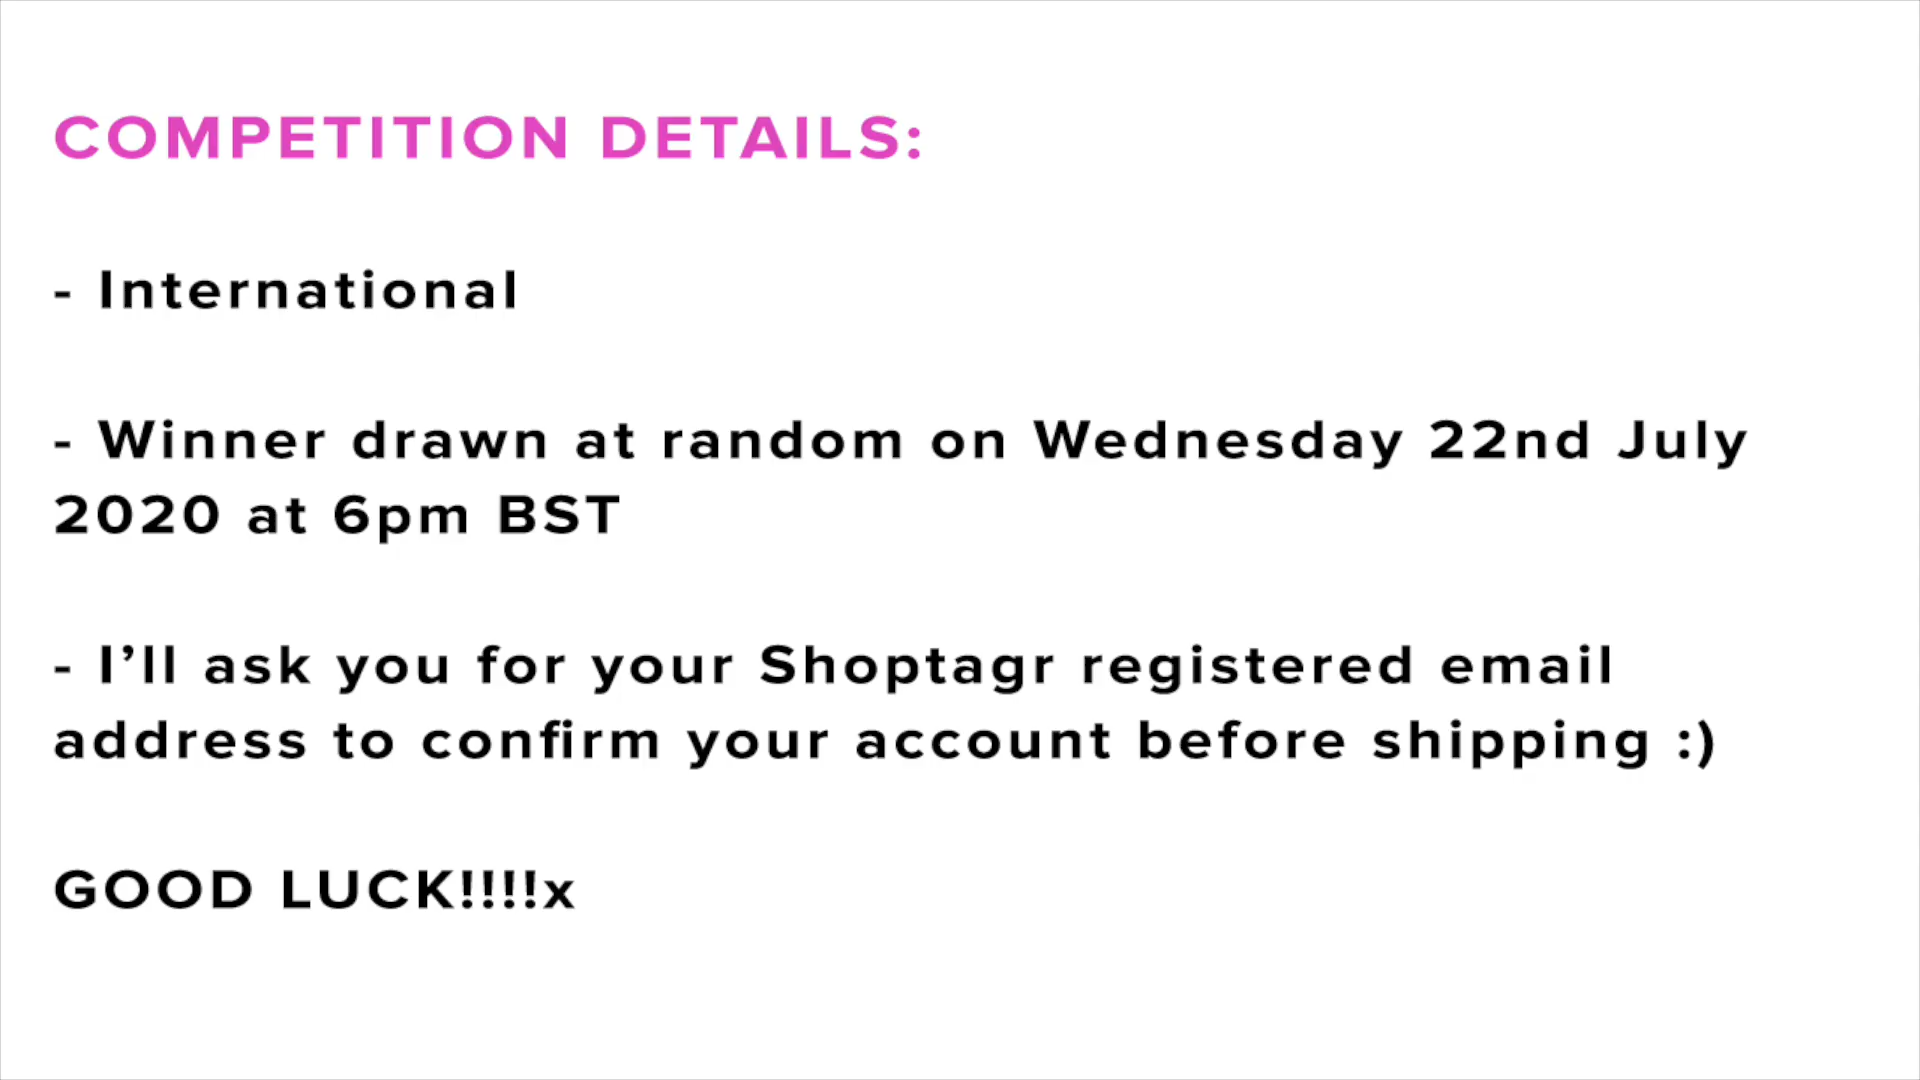 COMPETITION DETAILS:
- International
- Winner drawn at random on Wednesday 22nd July
2020 at 6pm BST
- I’ll ask you for your Shoptagr registered email
address to confirm your account before shipping :)
GOOD LUCK!!!!x